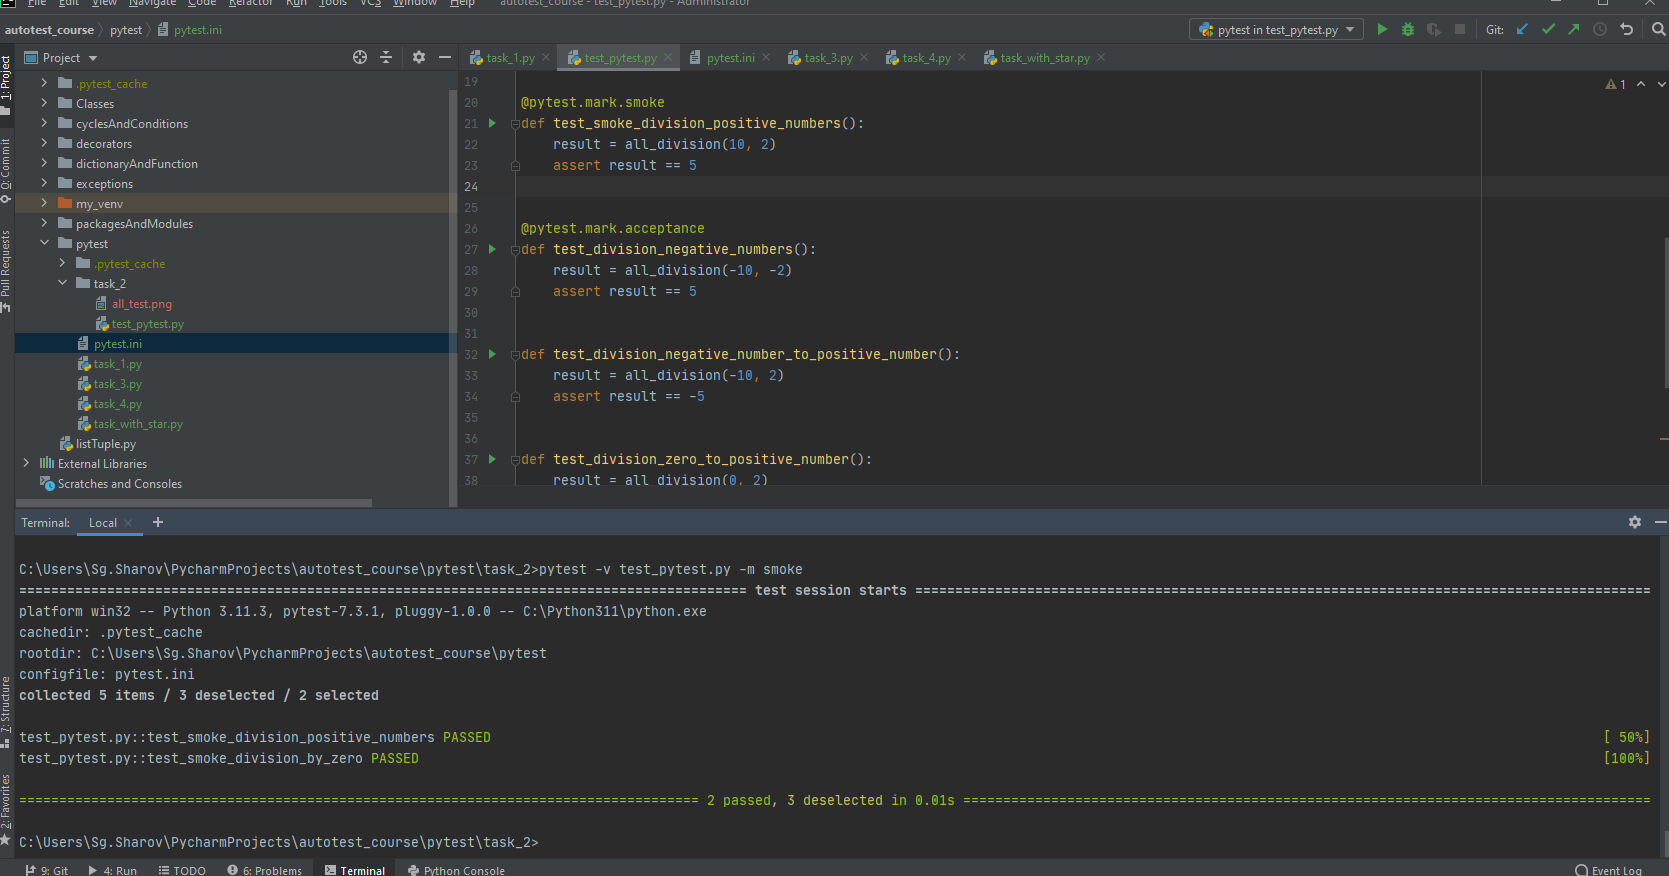 File Edit View Navigate Code Refactor Run Tools VCS Window Help autotest_course - test_pytest.py - Administrator
autotest_course pytest pytest.ini
pytest in test_pytest.py Git:
Project
task_1.py test_pytest.py pytest.ini task_3.py task_4.py task_with_star.py
1: Project
0: Commit
Pull Requests
7: Structure
2: Favorites
.pytest_cache
Classes
cyclesAndConditions
decorators
dictionaryAndFunction
exceptions
my_venv
packagesAndModules
pytest
.pytest_cache
task_2
all_test.png
test_pytest.py
pytest.ini
task_1.py
task_3.py
task_4.py
task_with_star.py
listTuple.py
External Libraries
Scratches and Consoles
1
19
20 @pytest.mark.smoke
21 def test_smoke_division_positive_numbers():
22 result = all_division(10, 2)
23 assert result == 5
24
25
26 @pytest.mark.acceptance
27 def test_division_negative_numbers():
28 result = all_division(-10, -2)
29 assert result == 5
30
31
32 def test_division_negative_number_to_positive_number():
33 result = all_division(-10, 2)
34 assert result == -5
35
36
37 def test_division_zero_to_positive_number():
38 result = all_division(0, 2)
Terminal: Local +
C:\Users\Sg.Sharov\PycharmProjects\autotest_course\pytest\task_2>pytest -v test_pytest.py -m smoke
=========================================================================================== test session starts ============================================================================================
platform win32 -- Python 3.11.3, pytest-7.3.1, pluggy-1.0.0 -- C:\Python311\python.exe
cachedir: .pytest_cache
rootdir: C:\Users\Sg.Sharov\PycharmProjects\autotest_course\pytest
configfile: pytest.ini
collected 5 items / 3 deselected / 2 selected
test_pytest.py::test_smoke_division_positive_numbers PASSED [ 50%]
test_pytest.py::test_smoke_division_by_zero PASSED [100%]
===================================================================================== 2 passed, 3 deselected in 0.01s ======================================================================================
C:\Users\Sg.Sharov\PycharmProjects\autotest_course\pytest\task_2>
9: Git 4: Run TODO 6: Problems Terminal Python Console Event Log